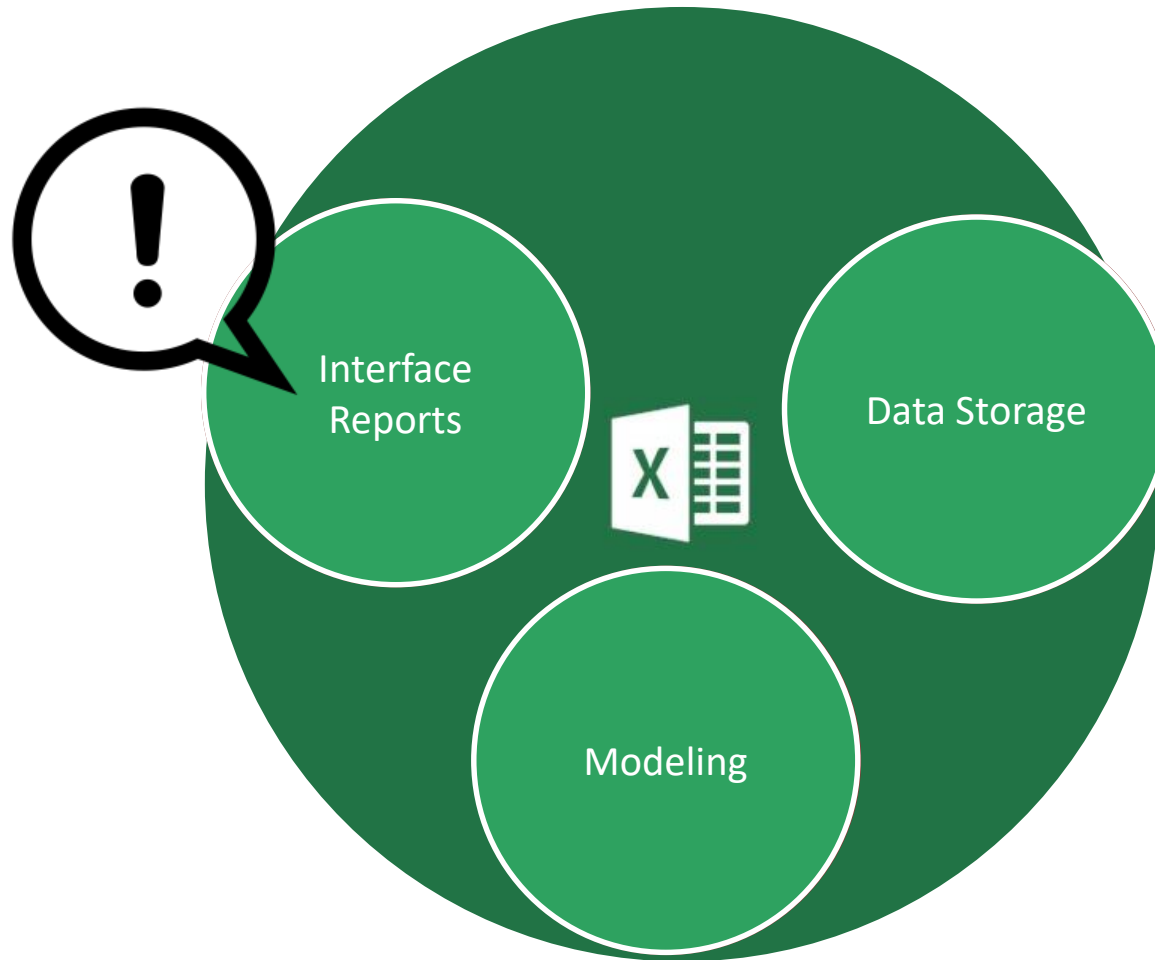 !
Interface
Reports
Data Storage
X
Modeling